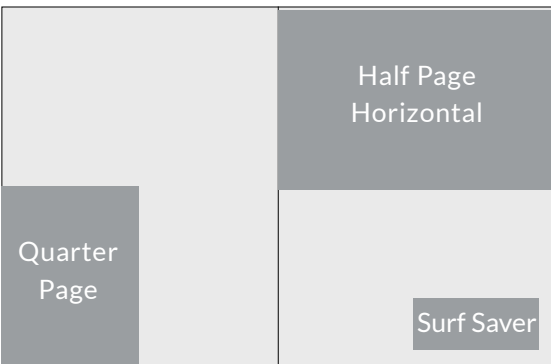 Half Page
Horizontal
Quarter
Page
Surf Saver